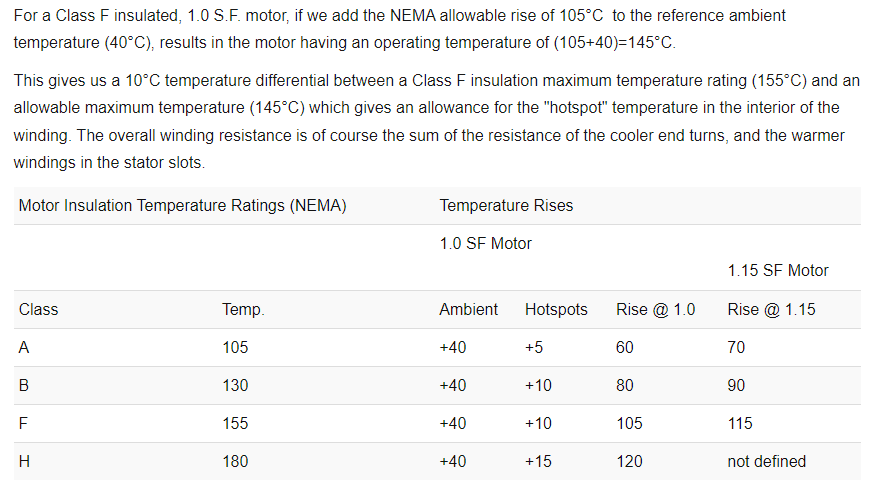 For a Class F insulated, 1.0 S.F. motor, if we add the NEMA allowable rise of 105°C  to the reference ambient
temperature (40°C), results in the motor having an operating temperature of (105+40)=145°C.
This gives us a 10°C temperature differential between a Class F insulation maximum temperature rating (155°C) and an
allowable maximum temperature (145°C) which gives an allowance for the "hotspot" temperature in the interior of the
winding. The overall winding resistance is of course the sum of the resistance of the cooler end turns, and the warmer
windings in the stator slots.
Motor Insulation Temperature Ratings (NEMA) Temperature Rises
1.0 SF Motor
1.15 SF Motor
Class Temp. Ambient Hotspots Rise @ 1.0 Rise @ 1.15
A 105 +40 +5 60 70
B 130 +40 +10 80 90
F 155 +40 +10 105 115
H 180 +40 +15 120 not defined